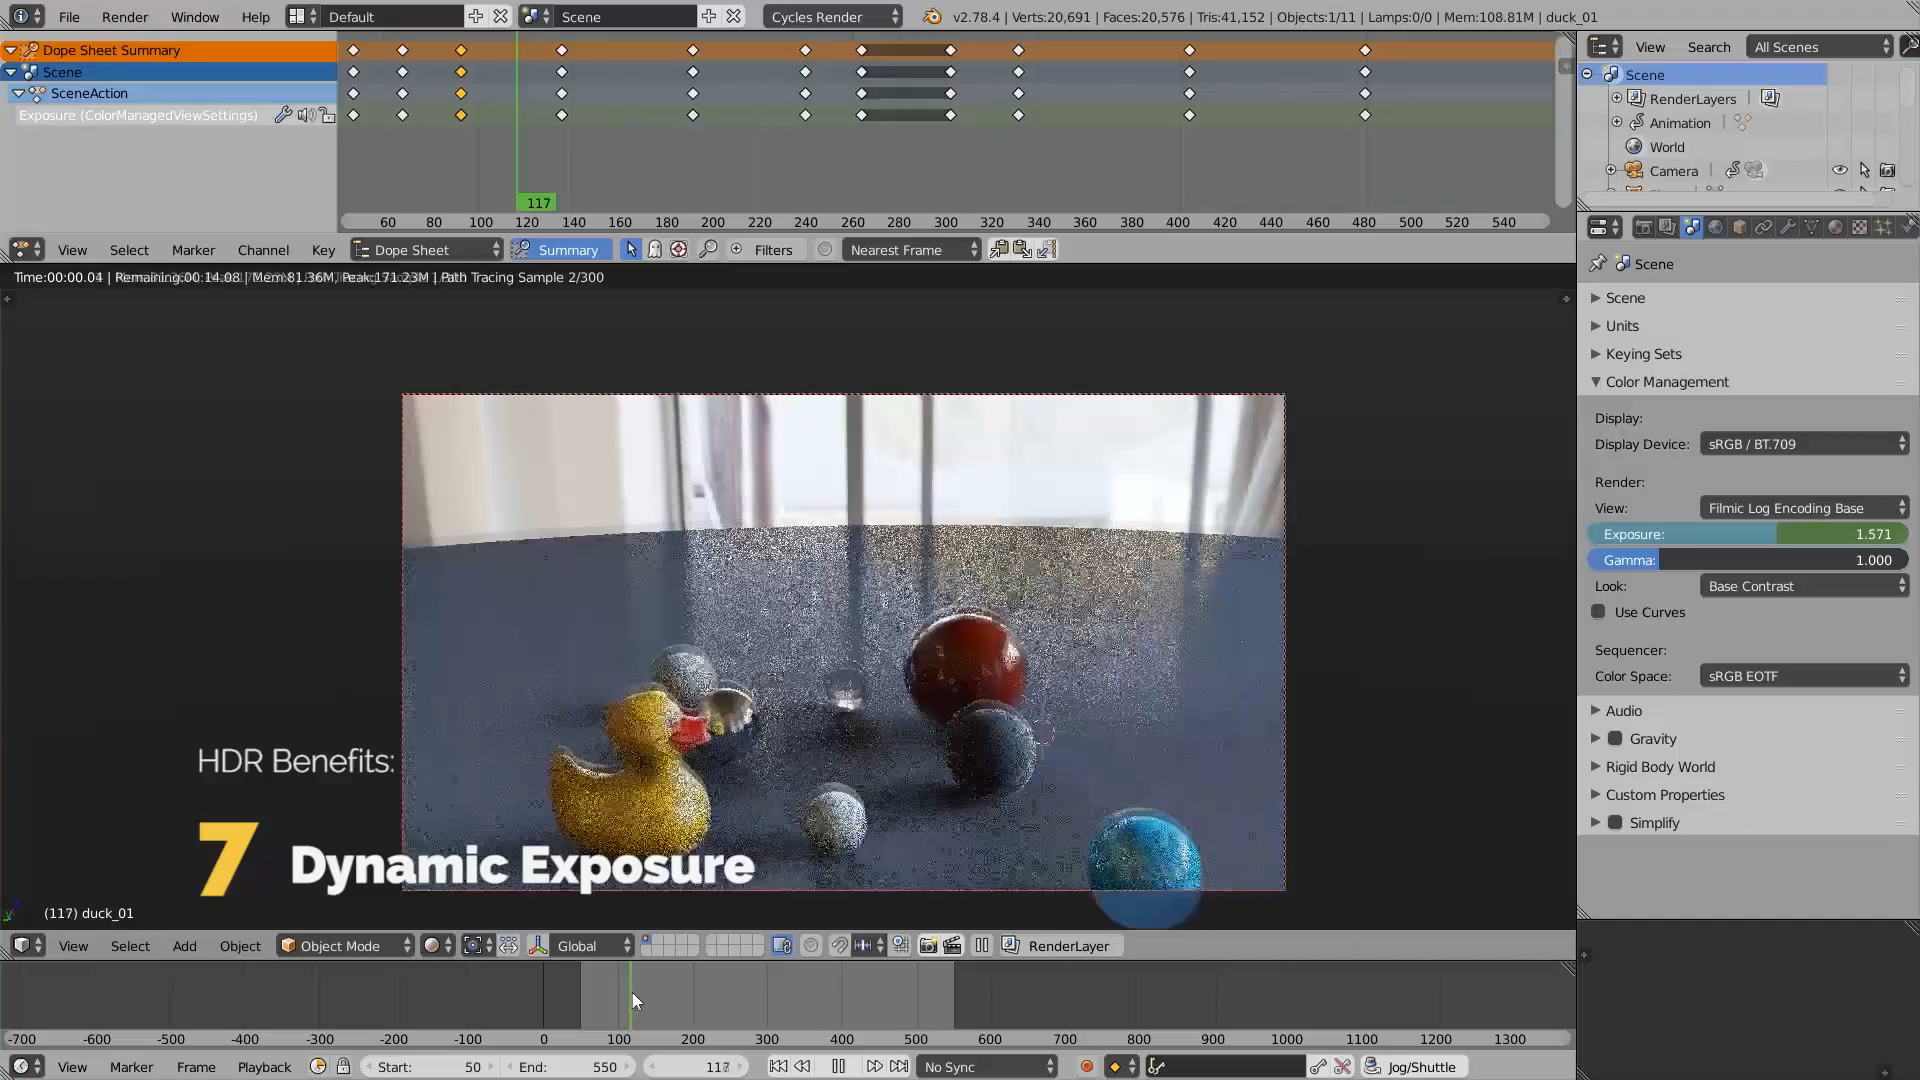 File Render Window Help Default Scene Cycles Render v2.78.4 | Verts:20,691 | Faces:20,576 | Tris:41,152 | Objects:1/11 | Lamps:0/0 | Mem:108.81M | duck_01
Dope Sheet Summary
Scene
SceneAction
Exposure (ColorManagedViewSettings)
117
60 80 100 120 140 160 180 200 220 240 260 280 300 320 340 360 380 400 420 440 460 480 500 520 540
View Select Marker Channel Key Dope Sheet Summary Filters Nearest Frame
Time:00:00.04 | Remaining:00:14:08 | Mem:81.36M, Peak:171.23M | Path Tracing Sample 2/300
HDR Benefits:
7 Dynamic Exposure
(117) duck_01
View Select Add Object Object Mode Global RenderLayer
-700 -600 -500 -400 -300 -200 -100 0 100 200 300 400 500 600 700 800 900 1000 1100 1200 1300
View Marker Frame Playback Start: 50 End: 550 No Sync Jog/Shuttle
View Search All Scenes
Scene
RenderLayers |
Animation |
World
Camera |
Scene
Scene
Units
Keying Sets
Color Management
Display:
Display Device: sRGB / BT.709
Render:
View: Filmic Log Encoding Base
Exposure: 1.571
Gamma: 1.000
Look: Base Contrast
Use Curves
Sequencer:
Color Space: sRGB EOTF
Audio
Gravity
Rigid Body World
Custom Properties
Simplify